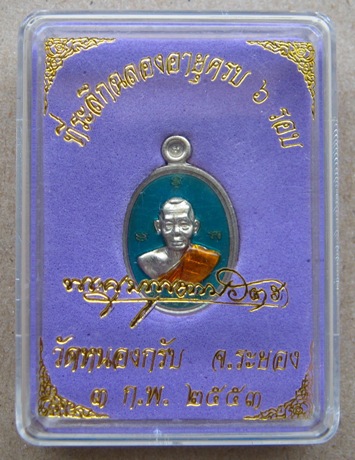 ที่ระลึกฉลองอายุครบ ๖ รอบ
วัดหนองกรับ จ.ระยอง
๓ ก.พ. ๒๕๕๓